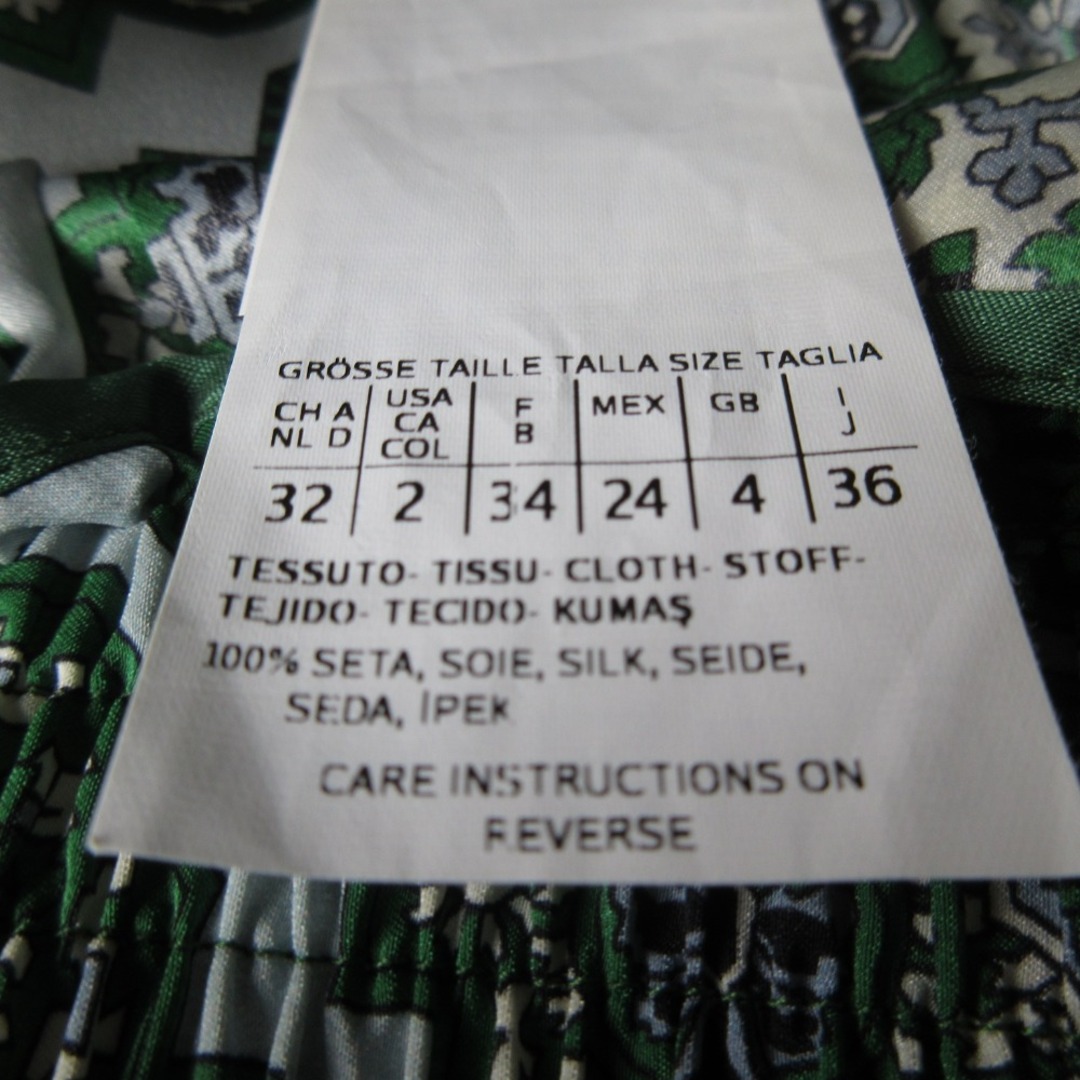 GRÖSSE TAILLE TALLA SIZE TAGLIA
CH A NL D | USA CA COL | F B | MEX | GB | I J
32 | 2 | 34 | 24 | 4 | 36
TESSUTO- TISSU- CLOTH- STOFF-
TEJIDO- TECIDO- KUMAŞ
100% SETA, SOIE, SILK, SEIDE,
SEDA, İPEK
CARE INSTRUCTIONS ON
REVERSE